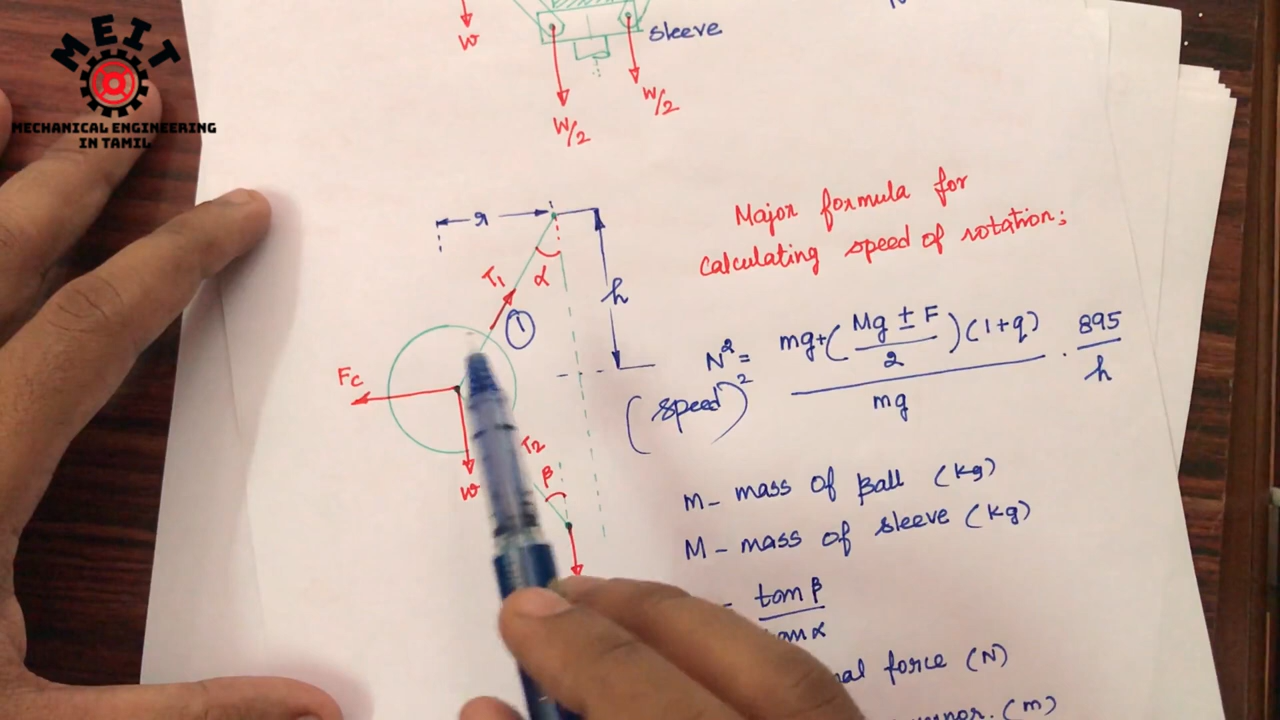 MEIT
MECHANICAL ENGINEERING
IN TAMIL
w
sleeve
W/2
W/2
r
T1
α
h
1
Fc
w
T2
β
Major formula for
calculating speed of rotation;
N² = mg+(Mg ± F/2)(1+q)/mg . 895/h
(speed)²
m - mass of Ball (kg)
M - mass of sleeve (kg)
- tan β / tan α
force (N)
(m)